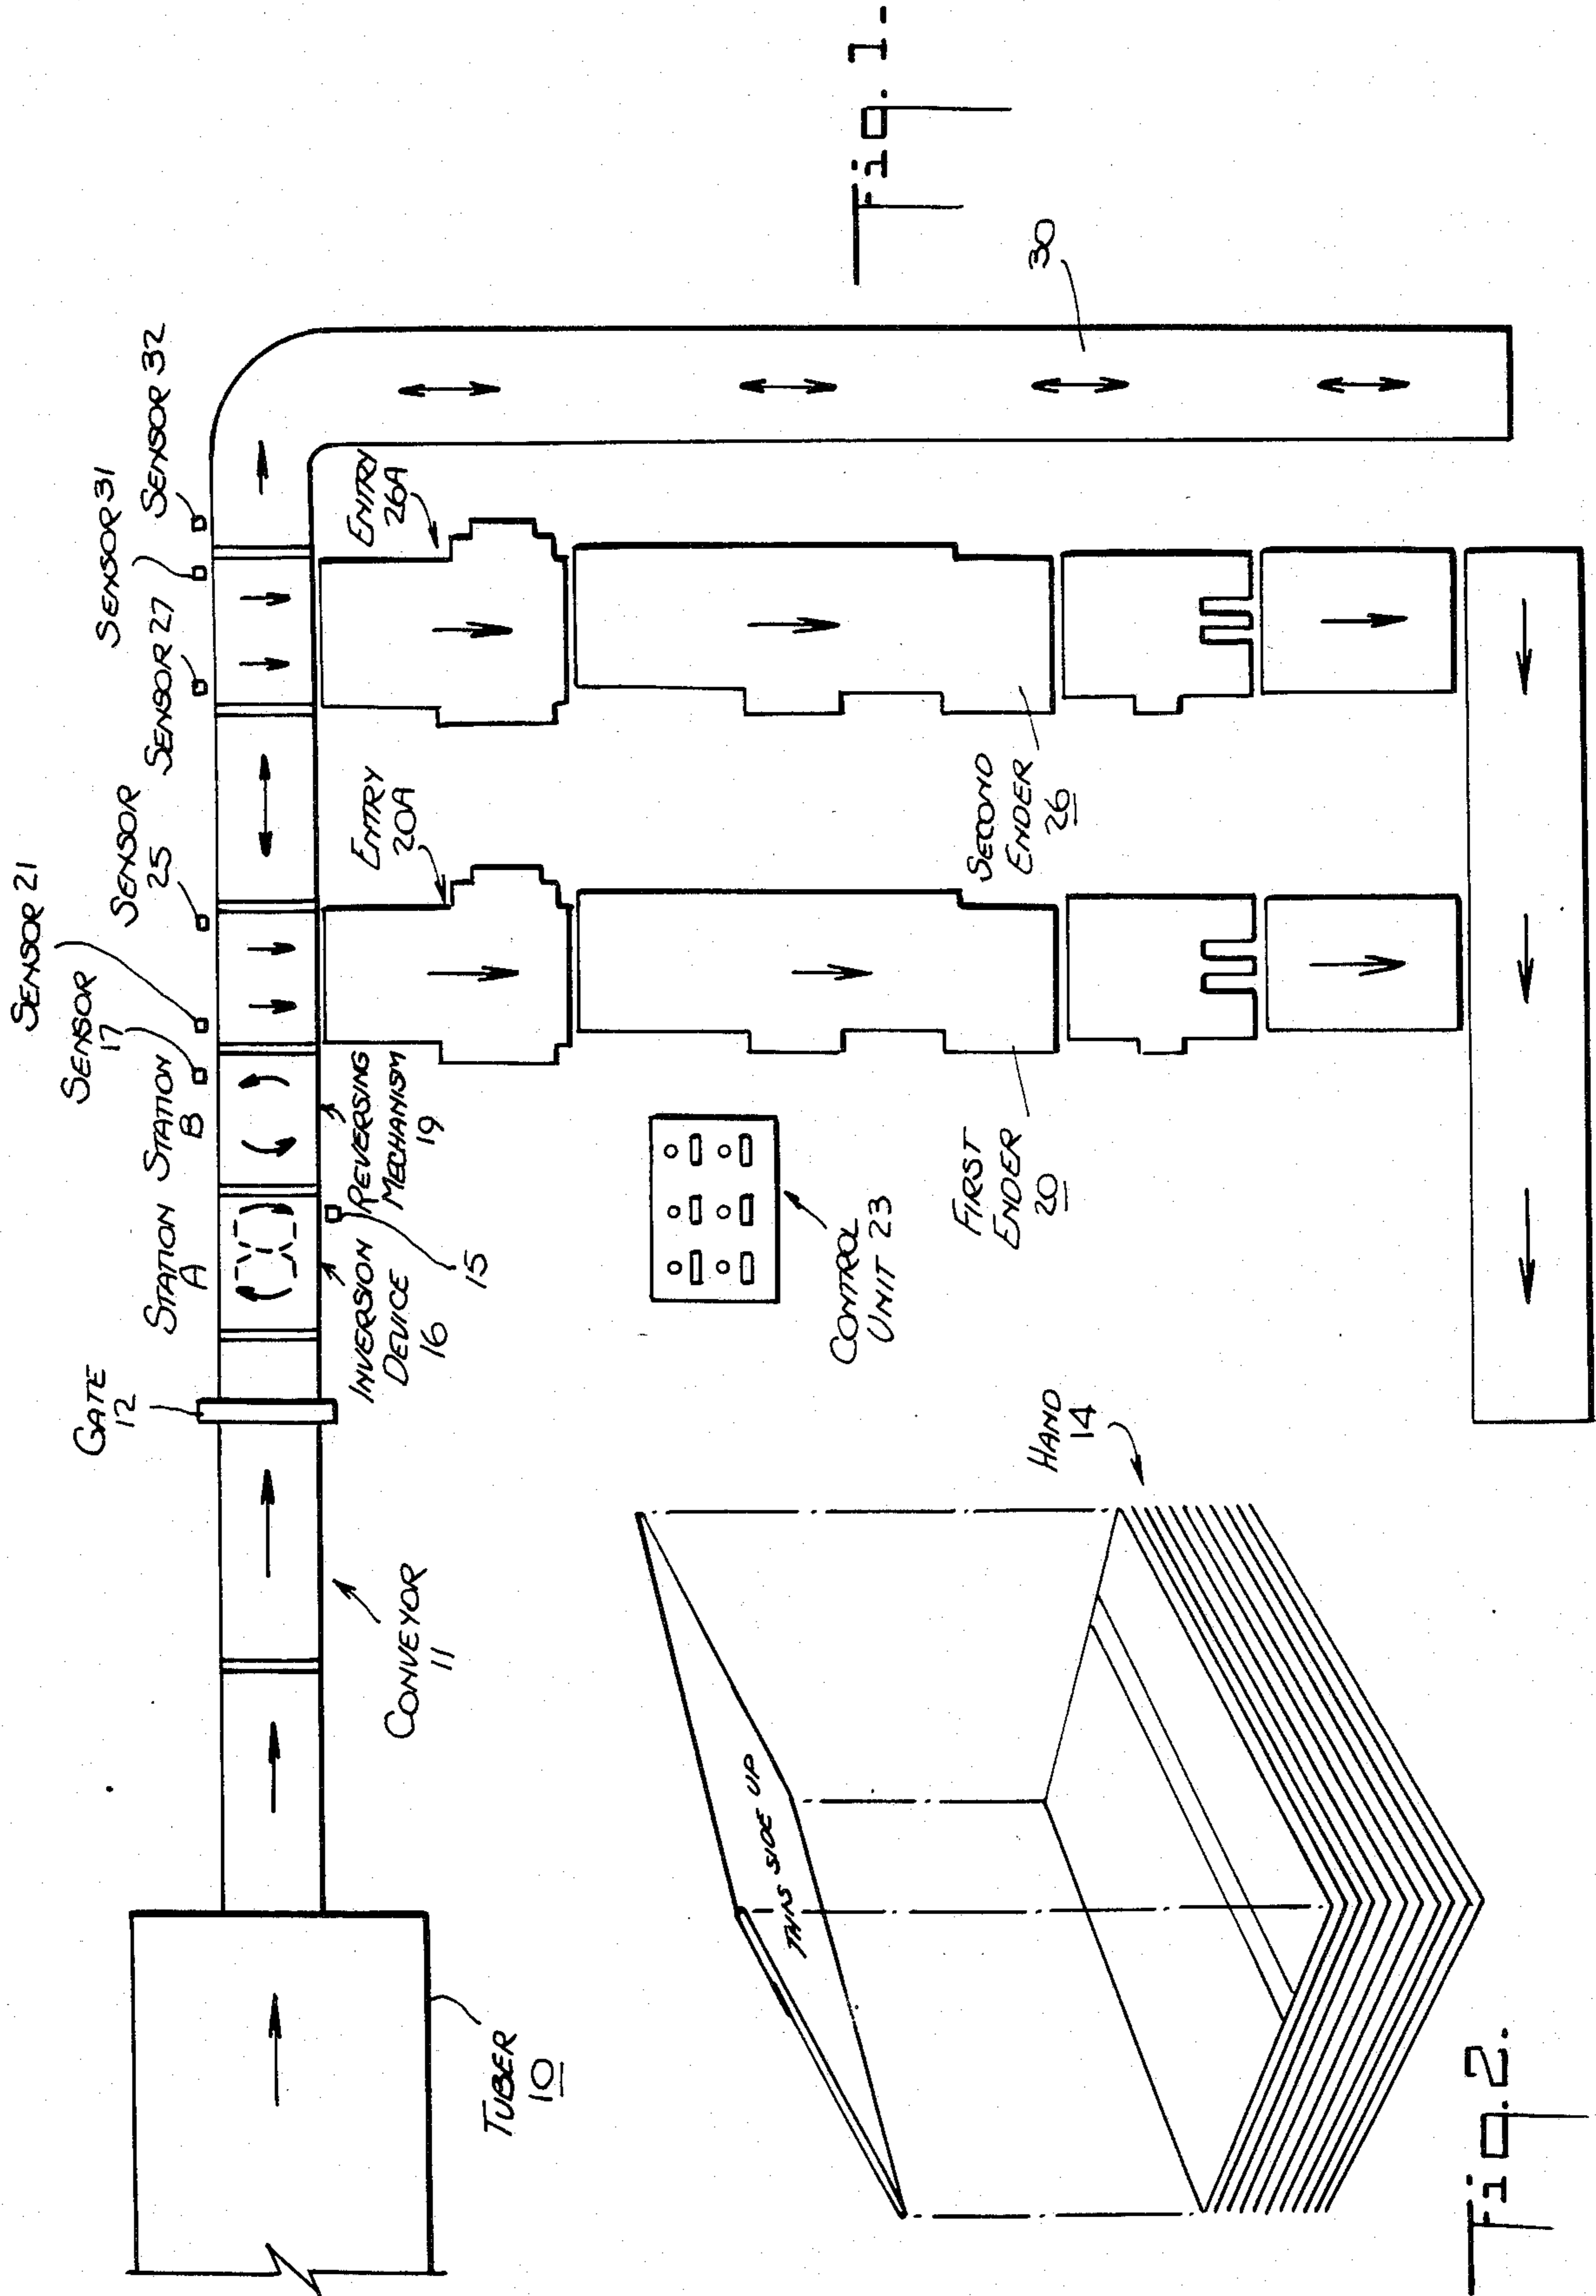 Fig. 1.
TUBER
10
CONVEYOR
11
GATE
12
STATION
A
STATION
B
SENSOR
17
SENSOR 21
SENSOR
25
SENSOR 27
SENSOR 31
SENSOR 32
INVERSION
DEVICE
16
15
REVERSING
MECHANISM
19
ENTRY
20A
ENTRY
26A
30
CONTROL
UNIT 23
FIRST
ENDER
20
SECOND
ENDER
26
HAND
14
THIS SIDE UP
Fig. 2.